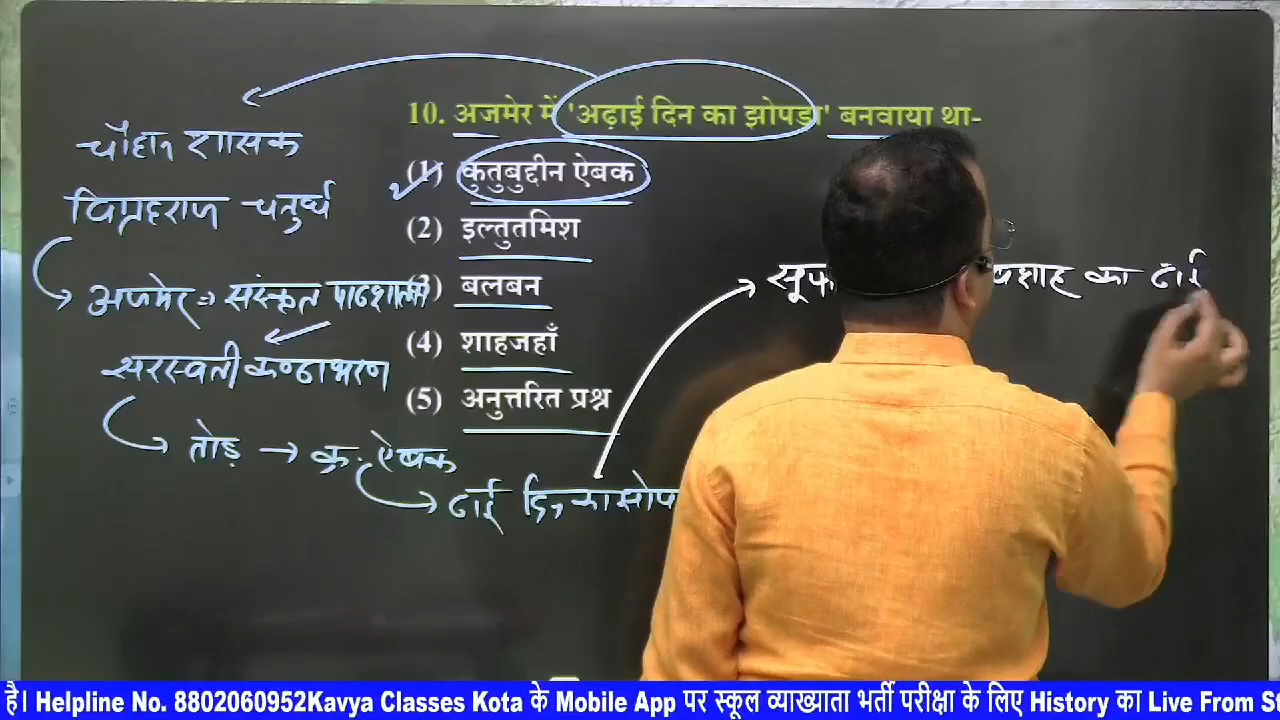 10. अजमेर में 'अढ़ाई दिन का झोपड़ा' बनवाया था-
(1) कुतुबुद्दीन ऐबक
(2) इल्तुतमिश
(3) बलबन
(4) शाहजहाँ
(5) अनुत्तरित प्रश्न
चौहान शासक
विग्रहराज चतुर्थ
अजमेर => संस्कृत पाठशाला
सरस्वती कण्ठाभरण
तोड़ → कु. ऐबक
ढाई दिन का झोप
का ढाई
है। Helpline No. 8802060952Kavya Classes Kota के Mobile App पर स्कूल व्याख्याता भर्ती परीक्षा के लिए History का Live From